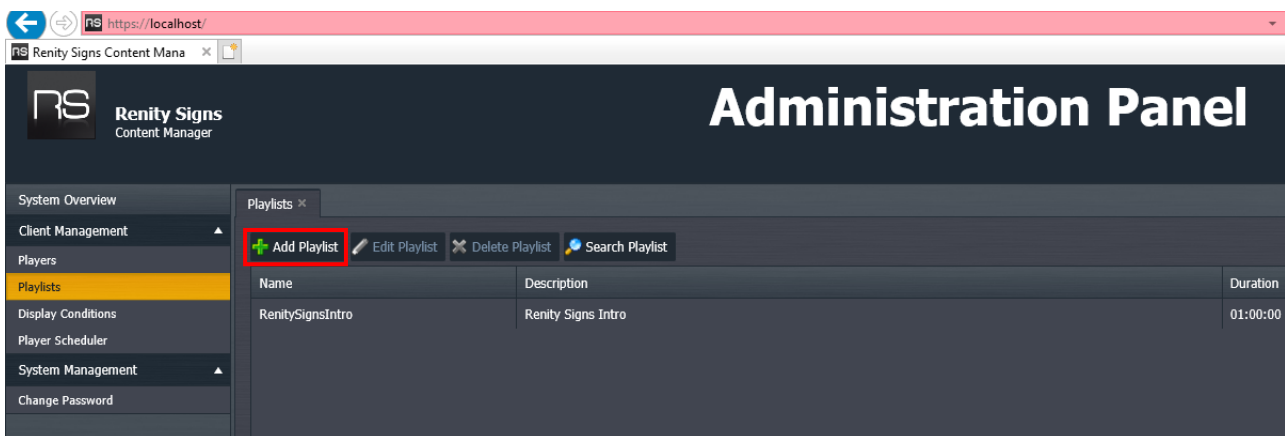 RS https://localhost/
RS Renity Signs Content Mana
RS
Renity Signs
Content Manager
Administration Panel
System Overview
Client Management
Players
Playlists
Display Conditions
Player Scheduler
System Management
Change Password
Playlists
Add Playlist Edit Playlist Delete Playlist Search Playlist
Name Description Duration
RenitySignsIntro Renity Signs Intro 01:00:00